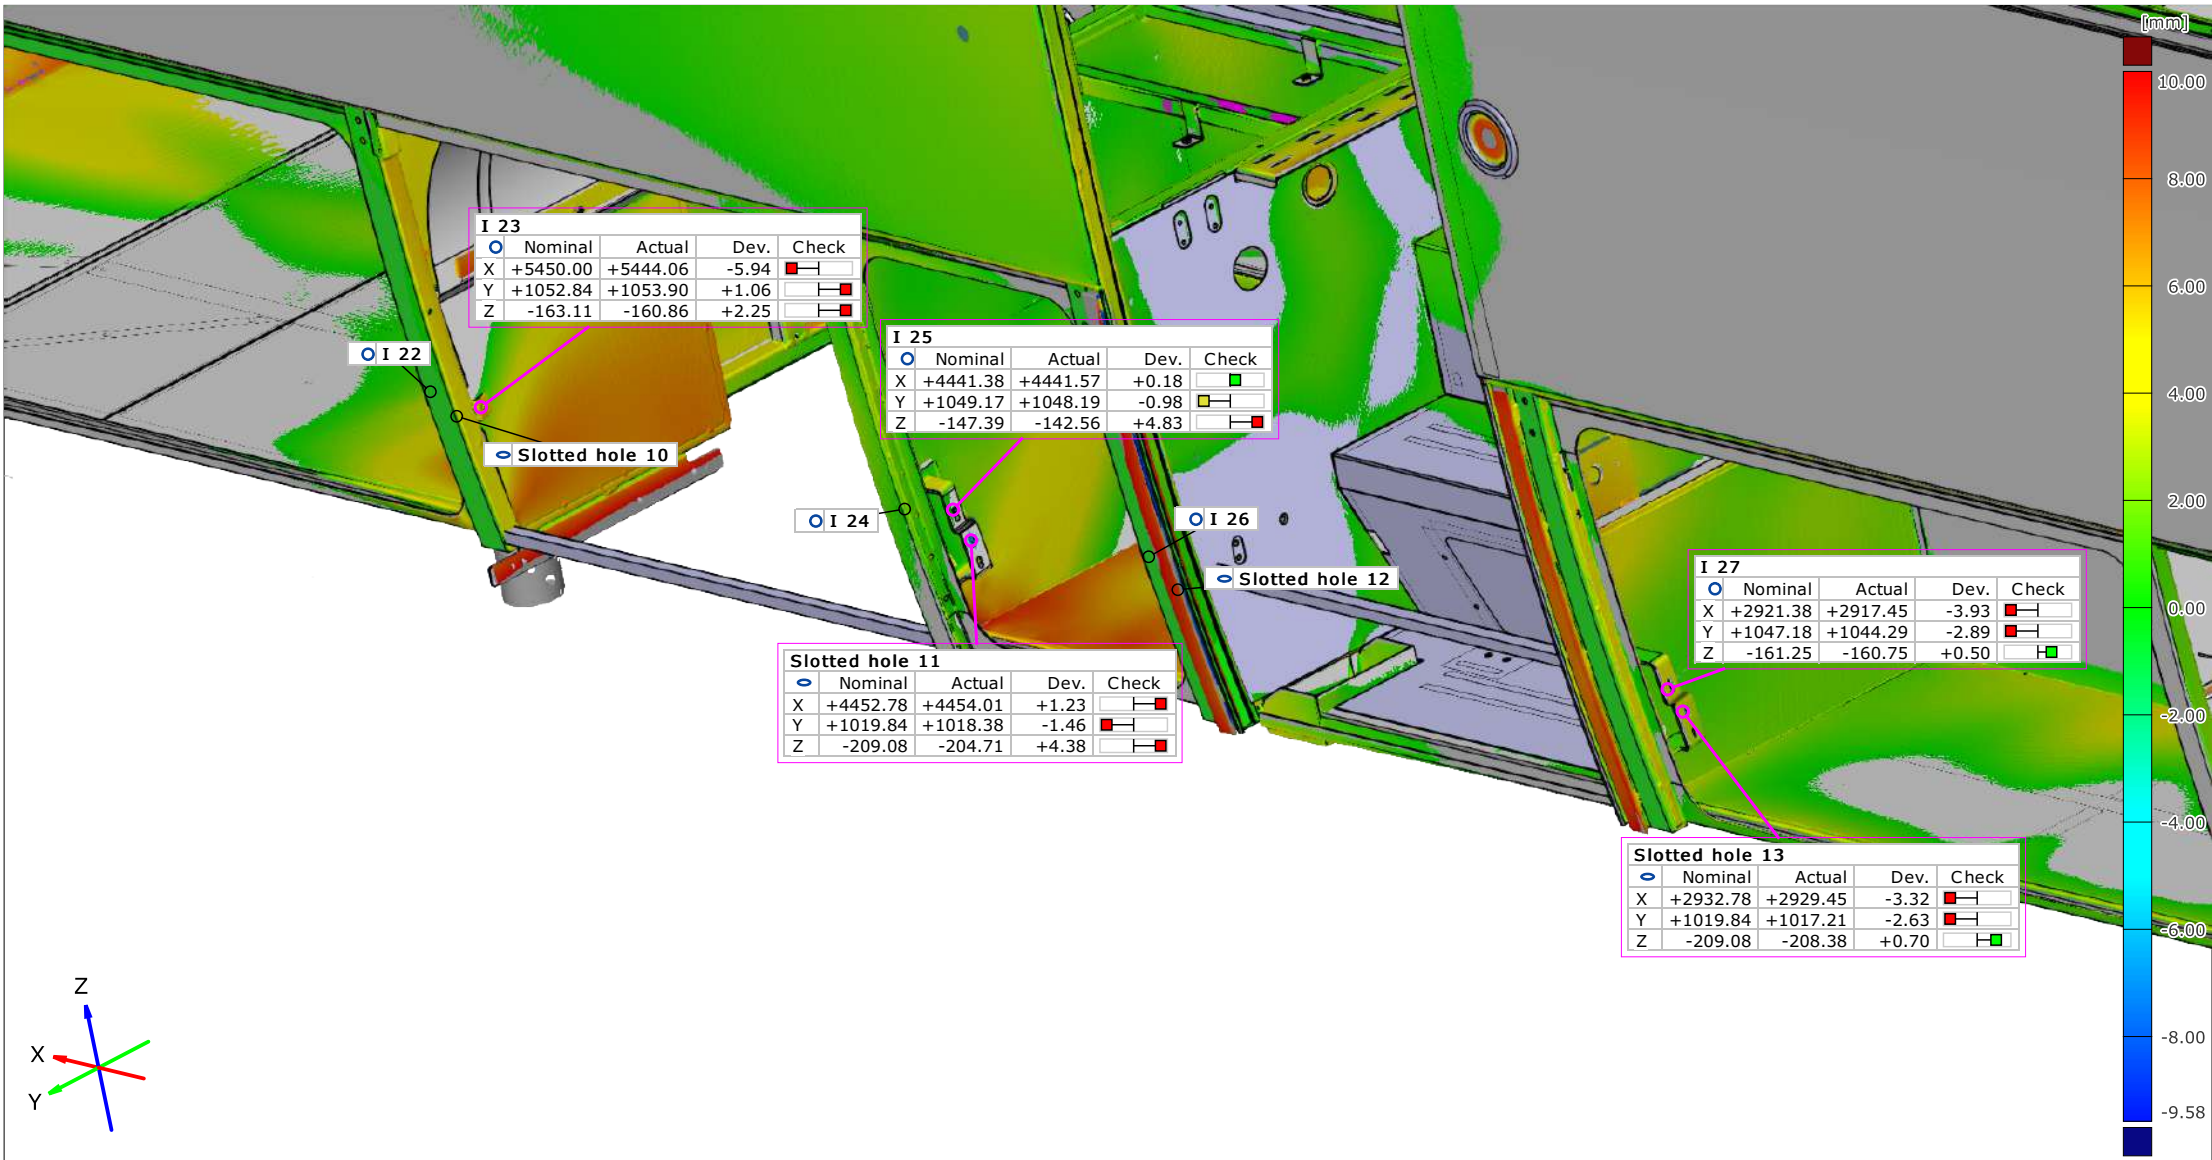 [mm]
10.00
8.00
6.00
4.00
2.00
0.00
-2.00
-4.00
-6.00
-8.00
-9.58
I 23
Nominal Actual Dev. Check
X +5450.00 +5444.06 -5.94
Y +1052.84 +1053.90 +1.06
Z -163.11 -160.86 +2.25
I 22
I 25
Nominal Actual Dev. Check
X +4441.38 +4441.57 +0.18
Y +1049.17 +1048.19 -0.98
Z -147.39 -142.56 +4.83
Slotted hole 10
I 24
I 26
Slotted hole 12
I 27
Nominal Actual Dev. Check
X +2921.38 +2917.45 -3.93
Y +1047.18 +1044.29 -2.89
Z -161.25 -160.75 +0.50
Slotted hole 11
Nominal Actual Dev. Check
X +4452.78 +4454.01 +1.23
Y +1019.84 +1018.38 -1.46
Z -209.08 -204.71 +4.38
Slotted hole 13
Nominal Actual Dev. Check
X +2932.78 +2929.45 -3.32
Y +1019.84 +1017.21 -2.63
Z -209.08 -208.38 +0.70
Z
X
Y